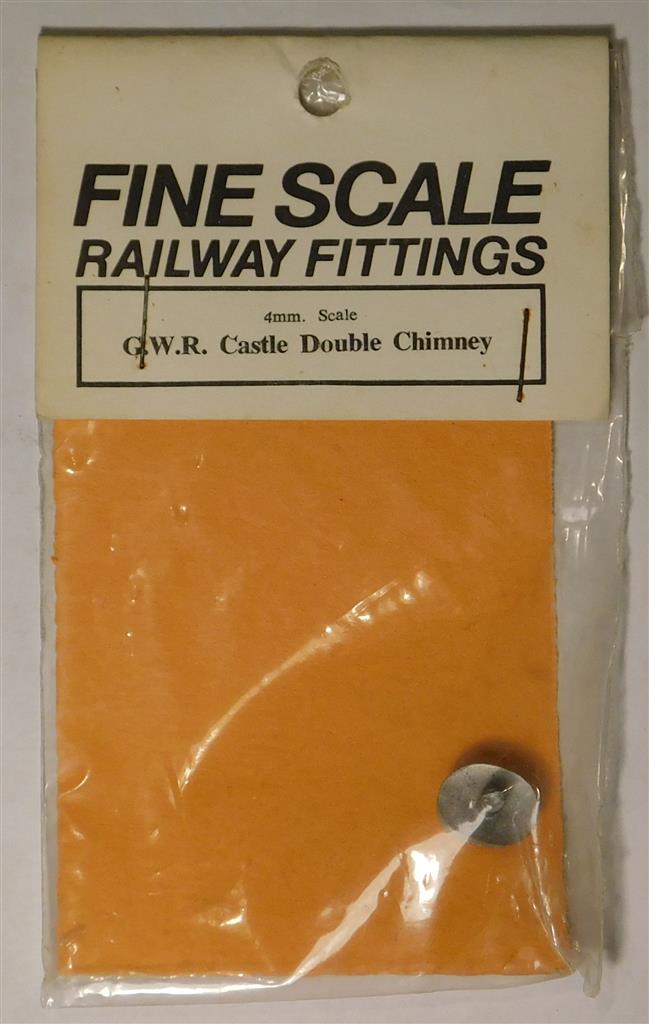 FINE SCALE
RAILWAY FITTINGS
4mm. Scale
G.W.R. Castle Double Chimney